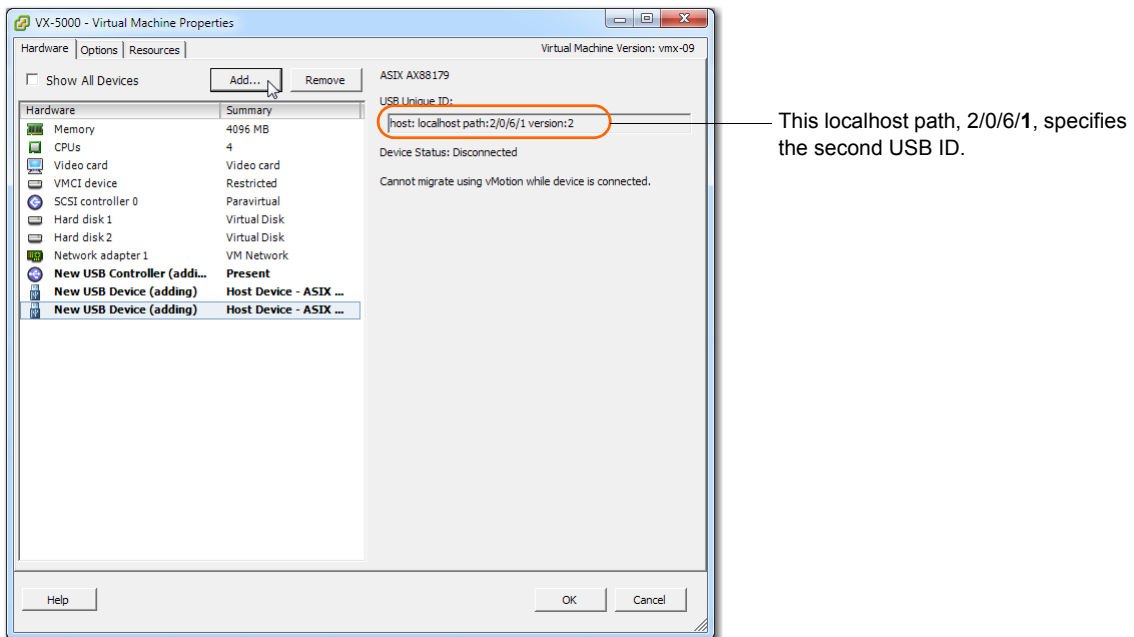 VX-5000 - Virtual Machine Properties
Hardware Options Resources Virtual Machine Version: vmx-09
Show All Devices Add... Remove
Hardware Summary
Memory 4096 MB
CPUs 4
Video card Video card
VMCI device Restricted
SCSI controller 0 Paravirtual
Hard disk 1 Virtual Disk
Hard disk 2 Virtual Disk
Network adapter 1 VM Network
New USB Controller (addi... Present
New USB Device (adding) Host Device - ASIX ...
New USB Device (adding) Host Device - ASIX ...
ASIX AX88179
USB Unique ID:
host: localhost path:2/0/6/1 version:2
Device Status: Disconnected
Cannot migrate using vMotion while device is connected.
This localhost path, 2/0/6/1, specifies
the second USB ID.
Help OK Cancel